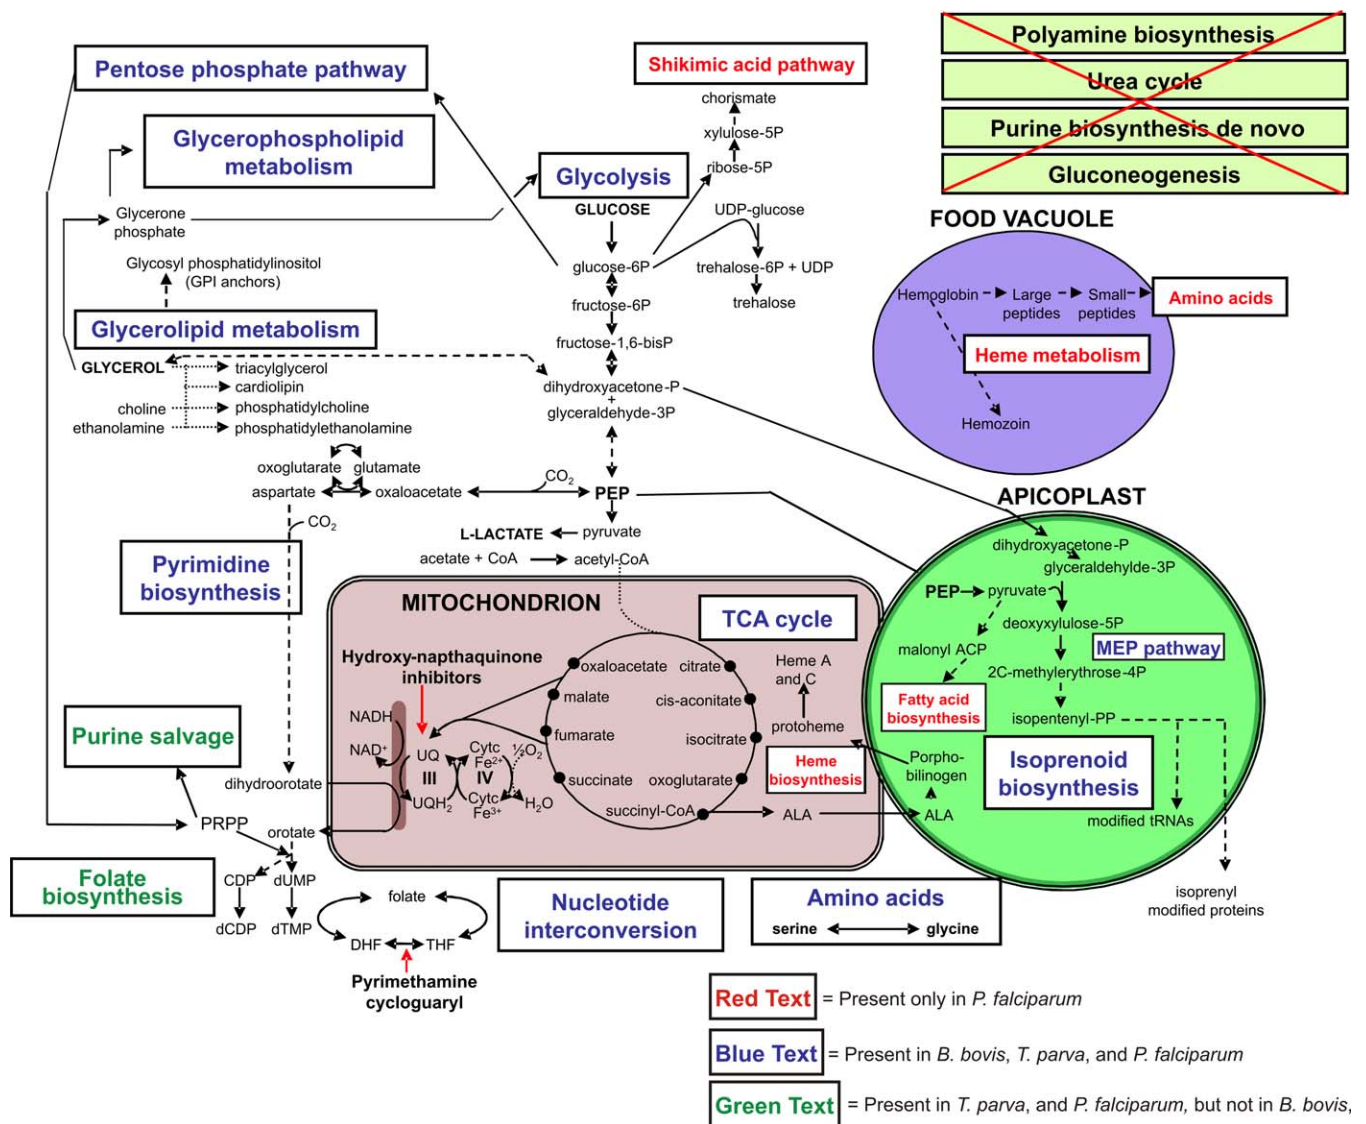 Polyamine biosynthesis
Urea cycle
Purine biosynthesis de novo
Gluconeogenesis
Pentose phosphate pathway
Shikimic acid pathway
chorismate
xylulose-5P
ribose-5P
Glycerophospholipid
metabolism
Glycolysis
GLUCOSE
UDP-glucose
Glycerone
phosphate
glucose-6P
trehalose-6P + UDP
trehalose
Glycosyl phosphatidylinositol
(GPI anchors)
fructose-6P
Glycerolipid metabolism
fructose-1,6-bisP
GLYCEROL
triacylglycerol
cardiolipin
choline
phosphatidylcholine
ethanolamine
phosphatidylethanolamine
dihydroxyacetone-P
+
glyceraldehyde-3P
FOOD VACUOLE
Hemoglobin
Large
peptides
Small
peptides
Amino acids
Heme metabolism
Hemozoin
oxoglutarate
glutamate
aspartate
oxaloacetate
CO2
PEP
CO2
L-LACTATE
pyruvate
acetate + CoA
acetyl-CoA
Pyrimidine
biosynthesis
APICOPLAST
dihydroxyacetone-P
glyceraldehylde-3P
PEP
pyruvate
deoxyxylulose-5P
malonyl ACP
MEP pathway
2C-methylerythrose-4P
Fatty acid
biosynthesis
isopentenyl-PP
Isoprenoid
biosynthesis
Porpho-
bilinogen
ALA
modified tRNAs
isoprenyl
modified proteins
MITOCHONDRION
TCA cycle
Hydroxy-napthaquinone
inhibitors
oxaloacetate
citrate
Heme A
and C
malate
cis-aconitate
protoheme
fumarate
isocitrate
Heme
biosynthesis
succinate
oxoglutarate
succinyl-CoA
ALA
NADH
NAD+
UQ
III
UQH2
Cytc
Fe2+
IV
Cytc
Fe3+
½O2
H2O
Purine salvage
dihydroorotate
PRPP
orotate
Folate
biosynthesis
CDP
dUMP
dCDP
dTMP
folate
DHF
THF
Pyrimethamine
cycloguaryl
Nucleotide
interconversion
Amino acids
serine
glycine
Red Text = Present only in P. falciparum
Blue Text = Present in B. bovis, T. parva, and P. falciparum
Green Text = Present in T. parva, and P. falciparum, but not in B. bovis,